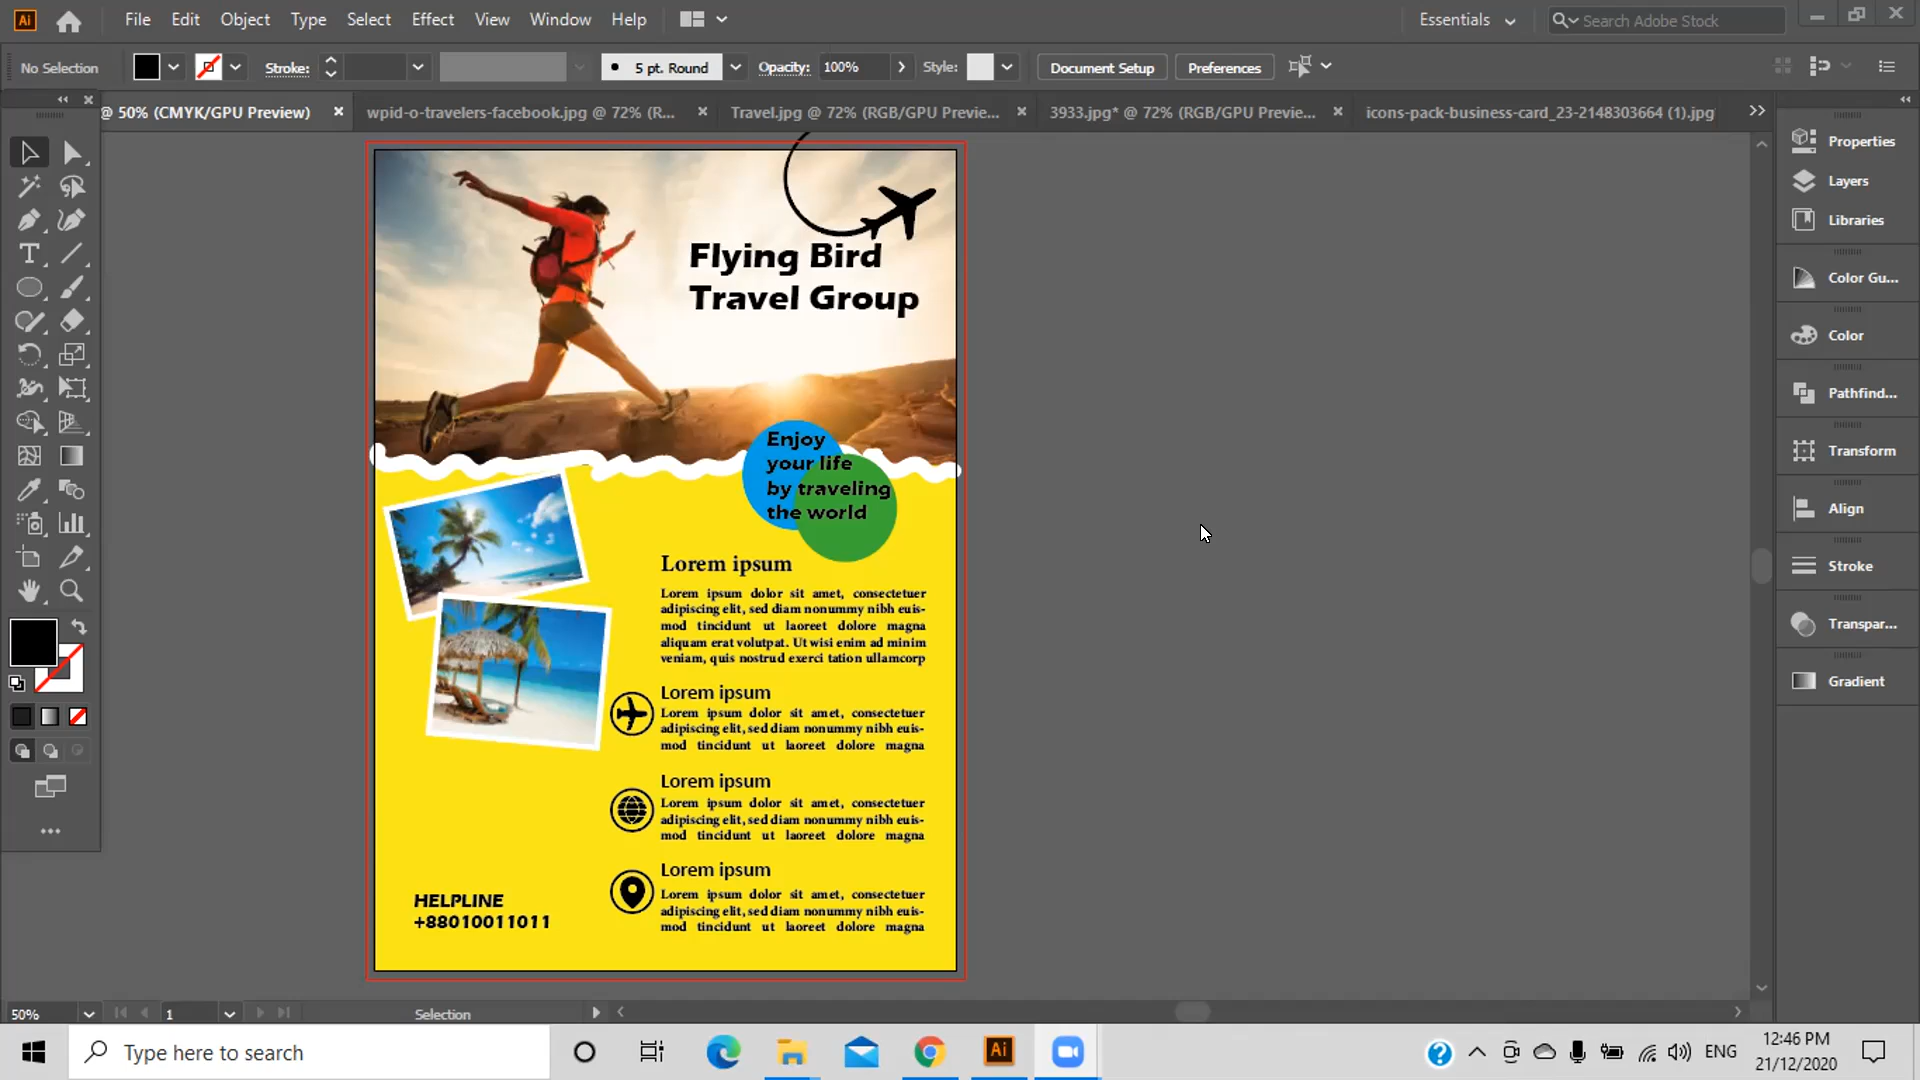 Ai File Edit Object Type Select Effect View Window Help Essentials Search Adobe Stock
No Selection Stroke: 5 pt. Round Opacity: 100% Style: Document Setup Preferences
@ 50% (CMYK/GPU Preview) wpid-o-travelers-facebook.jpg @ 72% (R... Travel.jpg @ 72% (RGB/GPU Previe... 3933.jpg* @ 72% (RGB/GPU Previe... icons-pack-business-card_23-2148303664 (1).jpg
Properties
Layers
Libraries
Color Gu...
Color
Pathfind...
Transform
Align
Stroke
Transpar...
Gradient
Flying Bird
Travel Group
Enjoy
your life
by traveling
the world
Lorem ipsum
Lorem ipsum dolor sit amet, consectetuer
adipiscing elit, sed diam nonummy nibh euis-
mod tincidunt ut laoreet dolore magna
aliquam erat volutpat. Ut wisi enim ad minim
veniam, quis nostrud exerci tation ullamcorp
Lorem ipsum
Lorem ipsum dolor sit amet, consectetuer
adipiscing elit, sed diam nonummy nibh euis-
mod tincidunt ut laoreet dolore magna
Lorem ipsum
Lorem ipsum dolor sit amet, consectetuer
adipiscing elit, sed diam nonummy nibh euis-
mod tincidunt ut laoreet dolore magna
Lorem ipsum
Lorem ipsum dolor sit amet, consectetuer
adipiscing elit, sed diam nonummy nibh euis-
mod tincidunt ut laoreet dolore magna
HELPLINE
+88010011011
50% 1 Selection
Type here to search Ai ENG 12:46 PM
21/12/2020